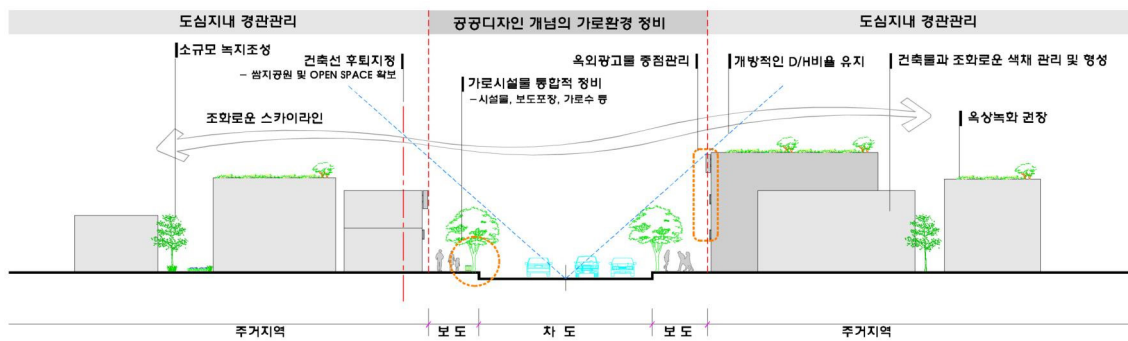 도심지내 경관관리
공공디자인 개념의 가로환경 정비
도심지내 경관관리
소규모 녹지조성
건축선 후퇴지정
– 쌈지공원 및 OPEN SPACE 확보
가로시설물 통합적 정비
–시설물, 보도포장, 가로수 등
옥외광고물 중점관리
개방적인 D/H비율 유지
건축물과 조화로운 색채 관리 및 형성
조화로운 스카이라인
옥상녹화 권장
주거지역
보 도
차 도
보 도
주거지역